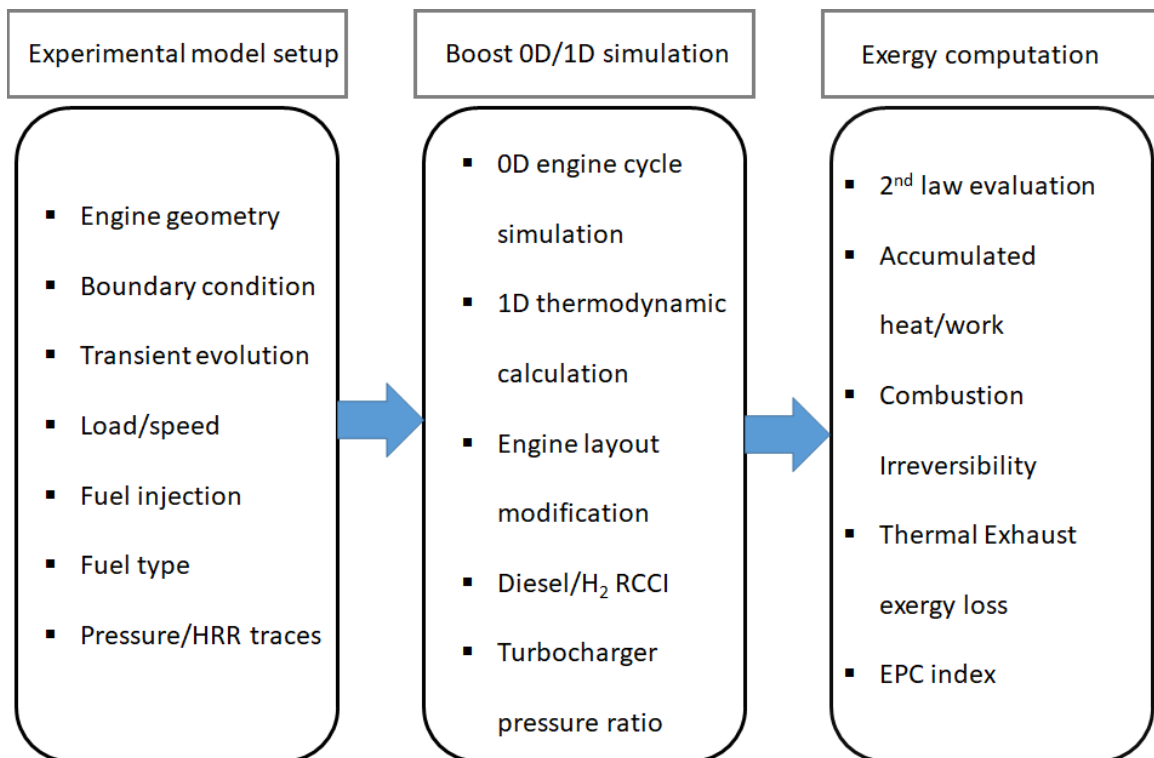 Experimental model setup
Engine geometry
Boundary condition
Transient evolution
Load/speed
Fuel injection
Fuel type
Pressure/HRR traces
Boost 0D/1D simulation
0D engine cycle
simulation
1D thermodynamic
calculation
Engine layout
modification
Diesel/H₂ RCCI
Turbocharger
pressure ratio
Exergy computation
2ⁿᵈ law evaluation
Accumulated
heat/work
Combustion
Irreversibility
Thermal Exhaust
exergy loss
EPC index